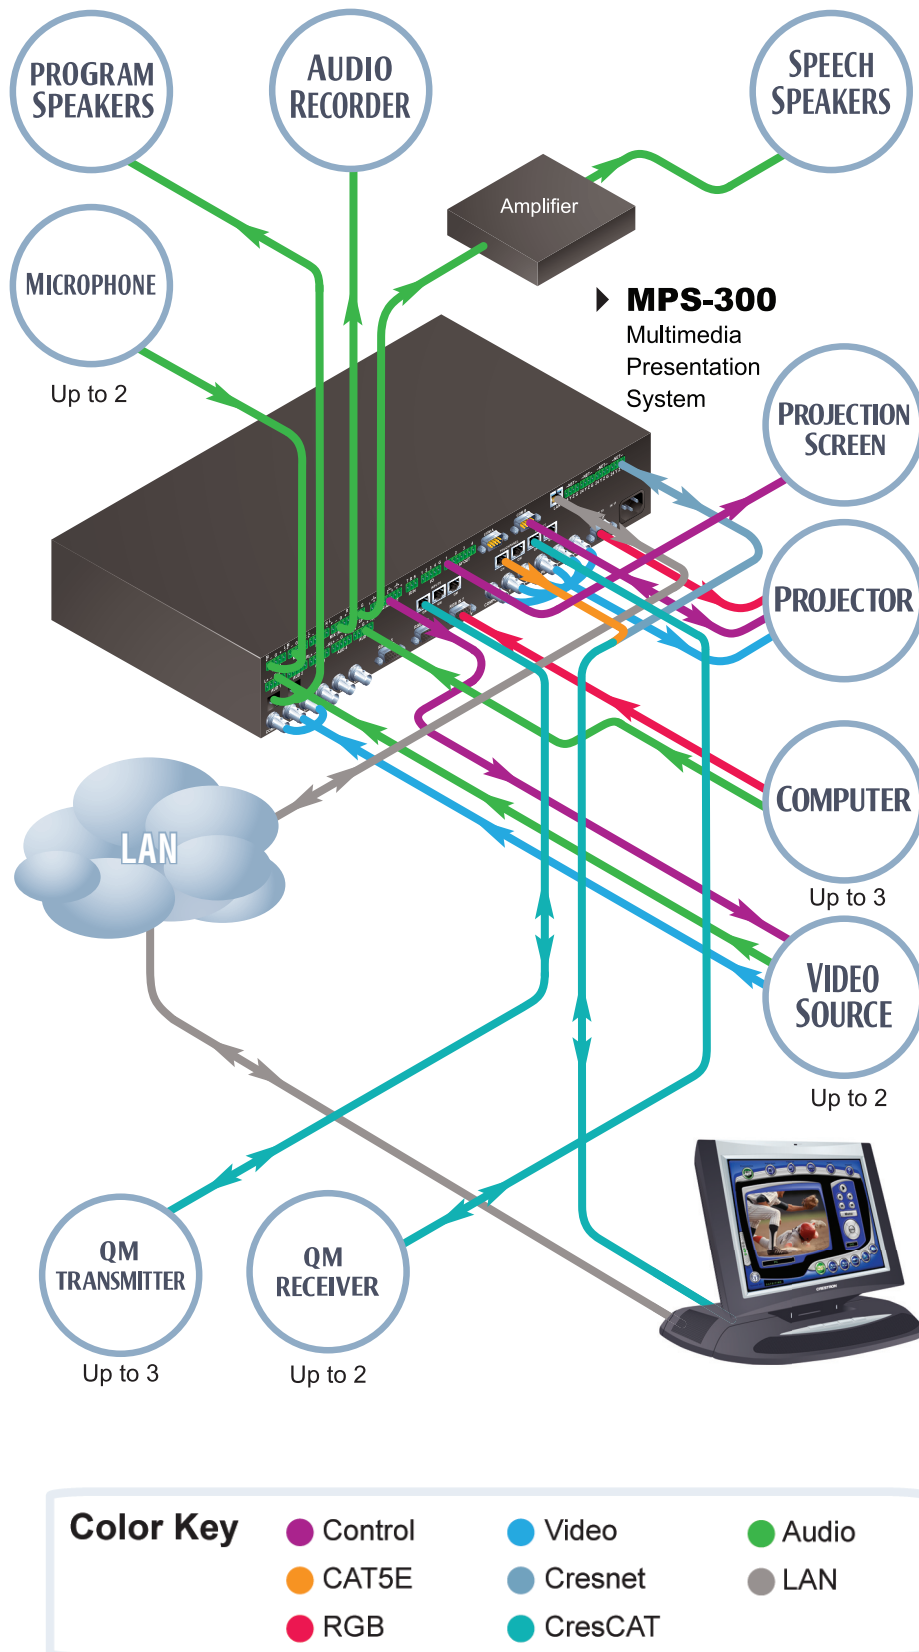 PROGRAM
SPEAKERS
AUDIO
RECORDER
SPEECH
SPEAKERS
Amplifier
MICROPHONE
Up to 2
MPS-300
Multimedia
Presentation
System
PROJECTION
SCREEN
PROJECTOR
COMPUTER
Up to 3
LAN
VIDEO
SOURCE
Up to 2
QM
TRANSMITTER
Up to 3
QM
RECEIVER
Up to 2
CRESTRON
Color Key
Control
Video
Audio
CAT5E
Cresnet
LAN
RGB
CresCAT